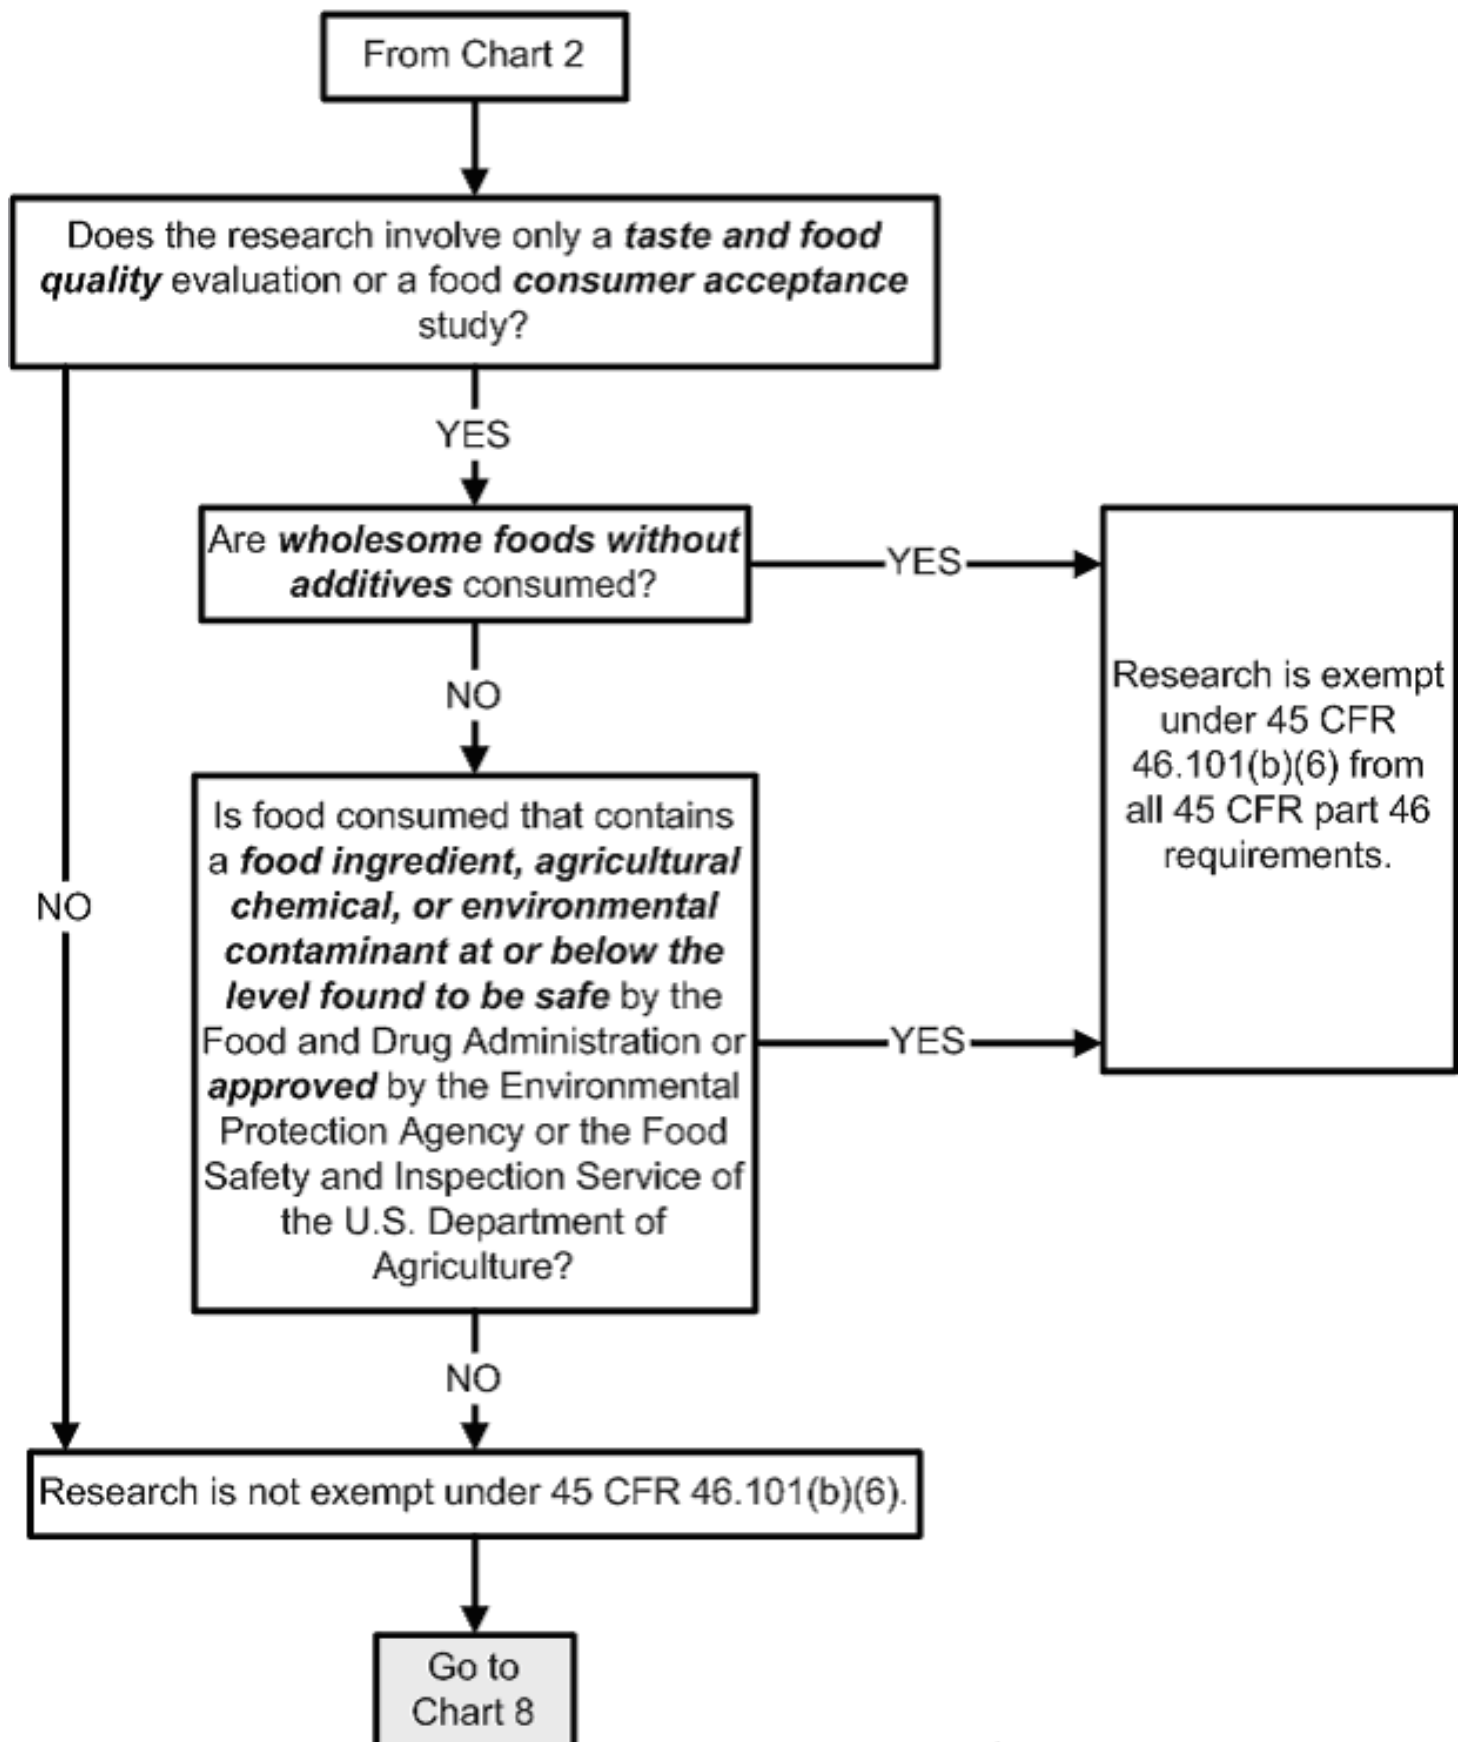 From Chart 2
Does the research involve only a taste and food
quality evaluation or a food consumer acceptance
study?
YES
Are wholesome foods without
additives consumed?
YES
NO
Research is exempt
under 45 CFR
46.101(b)(6) from
all 45 CFR part 46
requirements.
Is food consumed that contains
a food ingredient, agricultural
chemical, or environmental
contaminant at or below the
level found to be safe by the
Food and Drug Administration or
approved by the Environmental
Protection Agency or the Food
Safety and Inspection Service of
the U.S. Department of
Agriculture?
YES
NO
NO
Research is not exempt under 45 CFR 46.101(b)(6).
Go to
Chart 8